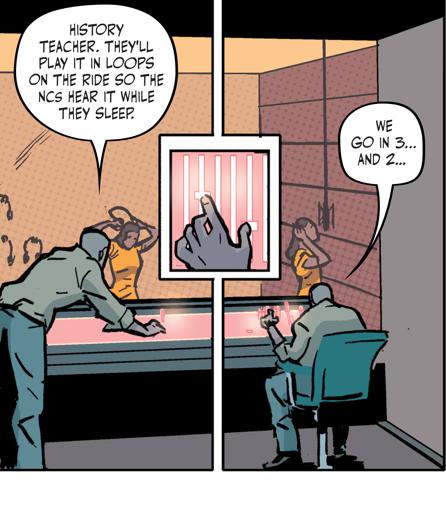 HISTORY
TEACHER. THEY'LL
PLAY IT IN LOOPS
ON THE RIDE SO THE
NCS HEAR IT WHILE
THEY SLEEP.
WE
GO IN 3...
AND 2...